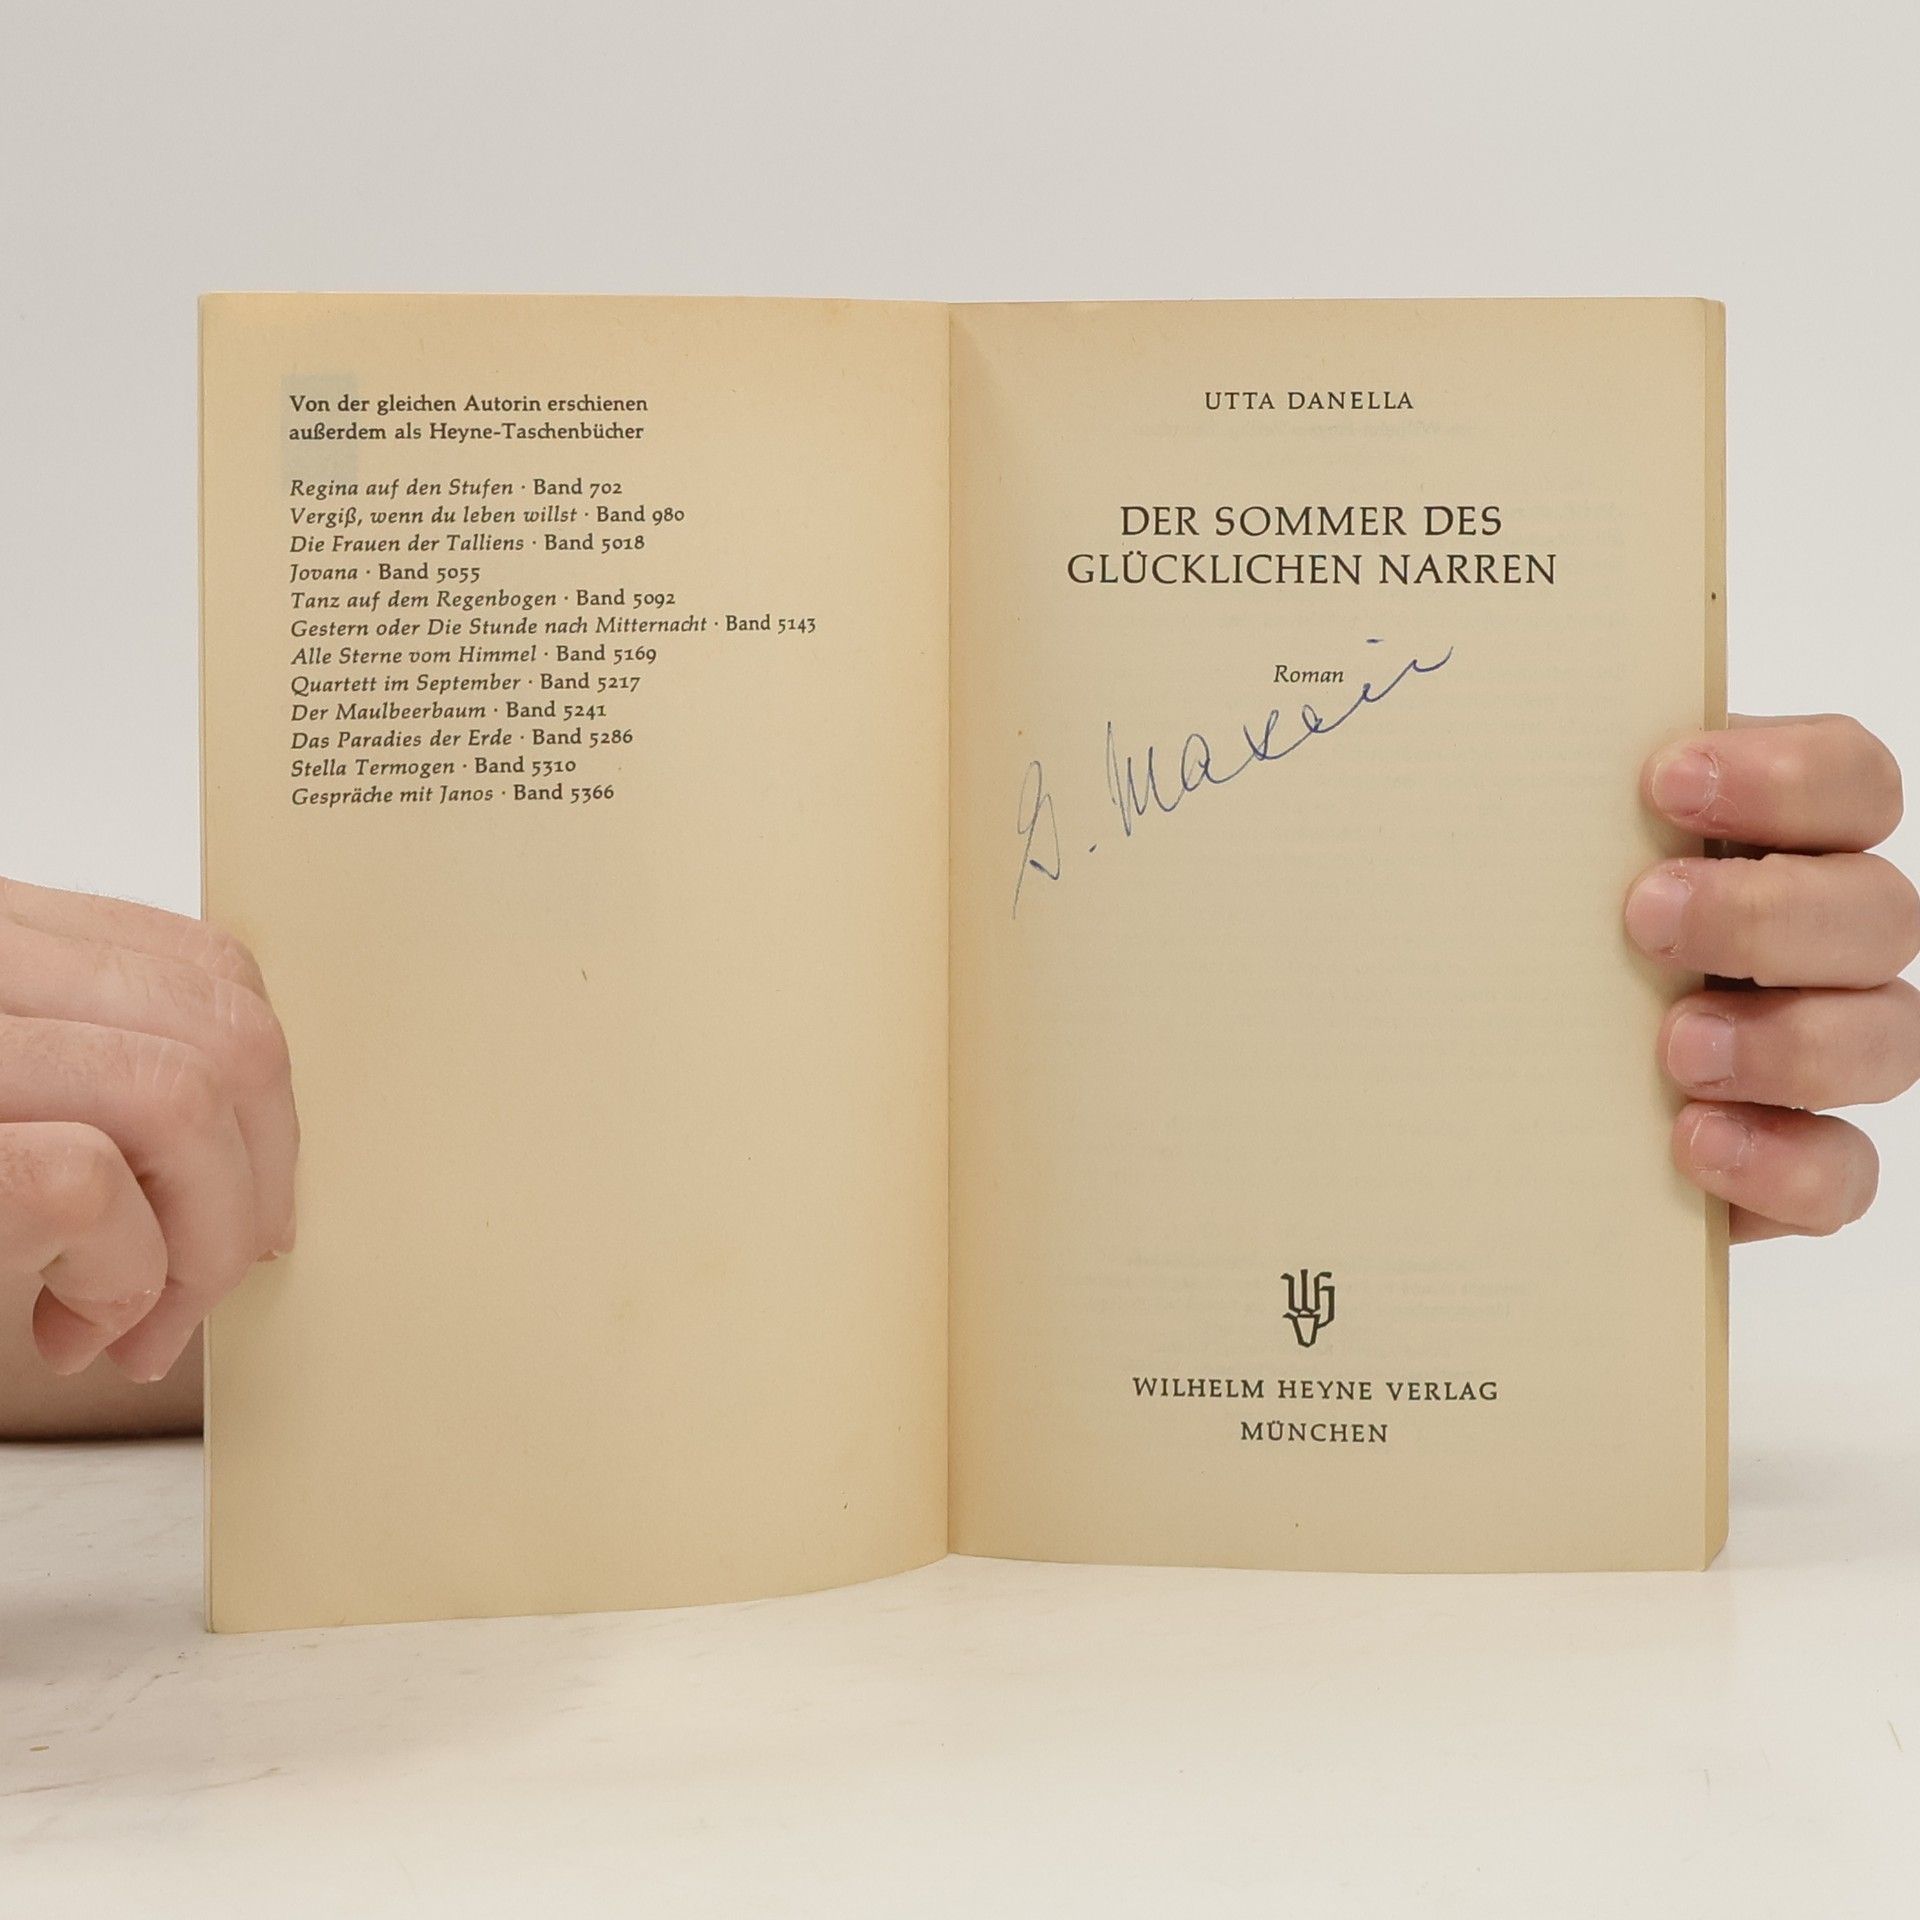 Von der gleichen Autorin erschienen
außerdem als Heyne-Taschenbücher
Regina auf den Stufen · Band 702
Vergiß, wenn du leben willst · Band 980
Die Frauen der Talliens · Band 5018
Jovana · Band 5055
Tanz auf dem Regenbogen · Band 5092
Gestern oder Die Stunde nach Mitternacht · Band 5143
Alle Sterne vom Himmel · Band 5169
Quartett im September · Band 5217
Der Maulbeerbaum · Band 5241
Das Paradies der Erde · Band 5286
Stella Termogen · Band 5310
Gespräche mit Janos · Band 5366
UTTA DANELLA
DER SOMMER DES
GLÜCKLICHEN NARREN
Roman
WILHELM HEYNE VERLAG
MÜNCHEN